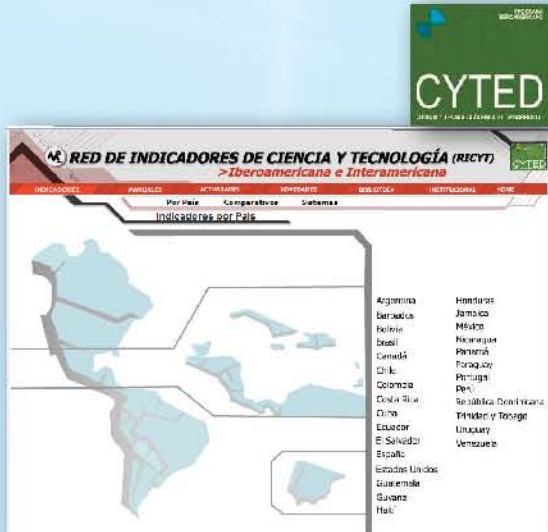 PROGRAMA
IBEROAMERICANO
CYTED
RED DE INDICADORES DE CIENCIA Y TECNOLOGÍA (RICYT)
>Iberoamericana e Interamericana
CYTED
INDICADORES MANUALES ACTIVIDADES NOVEDADES BIBLIOTECA INSTITUCIONAL HOME
Por País Comparativos Sistemas
Indicadores por País
Argentina
Barbados
Bolivia
Brasil
Canadá
Chile
Colombia
Costa Rica
Cuba
Ecuador
El Salvador
España
Estados Unidos
Guatemala
Guyana
Haití
Honduras
Jamaica
México
Nicaragua
Panamá
Paraguay
Portugal
Perú
República Dominicana
Trinidad y Tobago
Uruguay
Venezuela